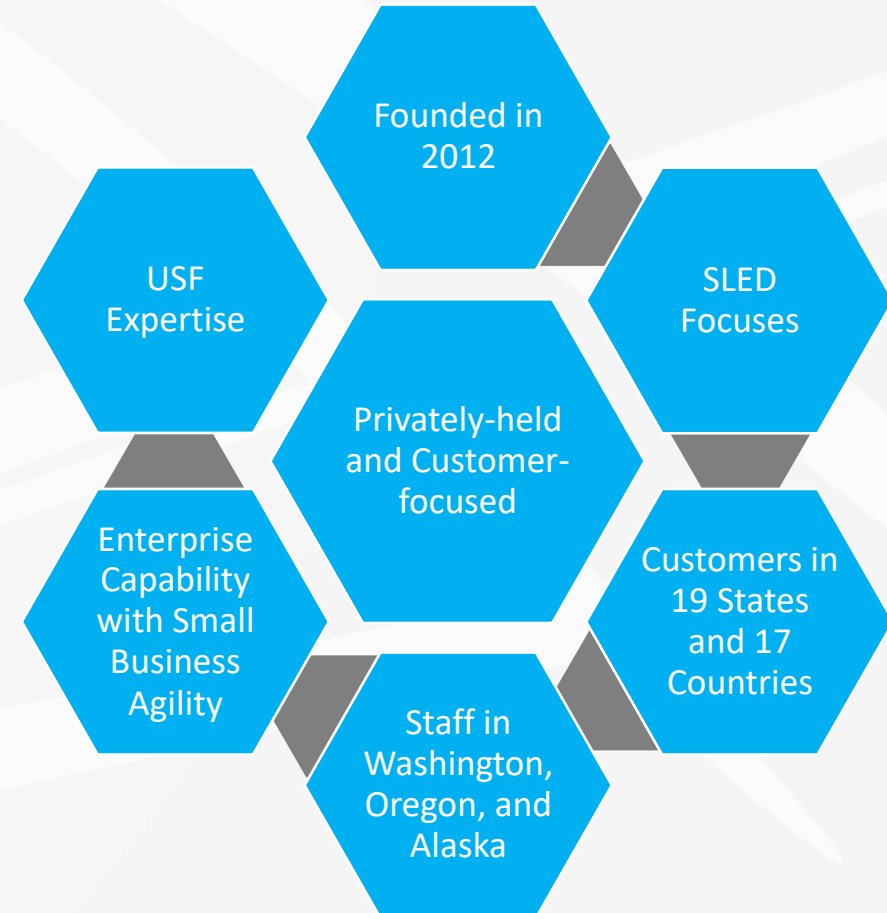 Founded in
2012
SLED
Focuses
Customers in
19 States
and 17
Countries
Staff in
Washington,
Oregon, and
Alaska
Enterprise
Capability
with Small
Business
Agility
USF
Expertise
Privately-held
and Customer-
focused